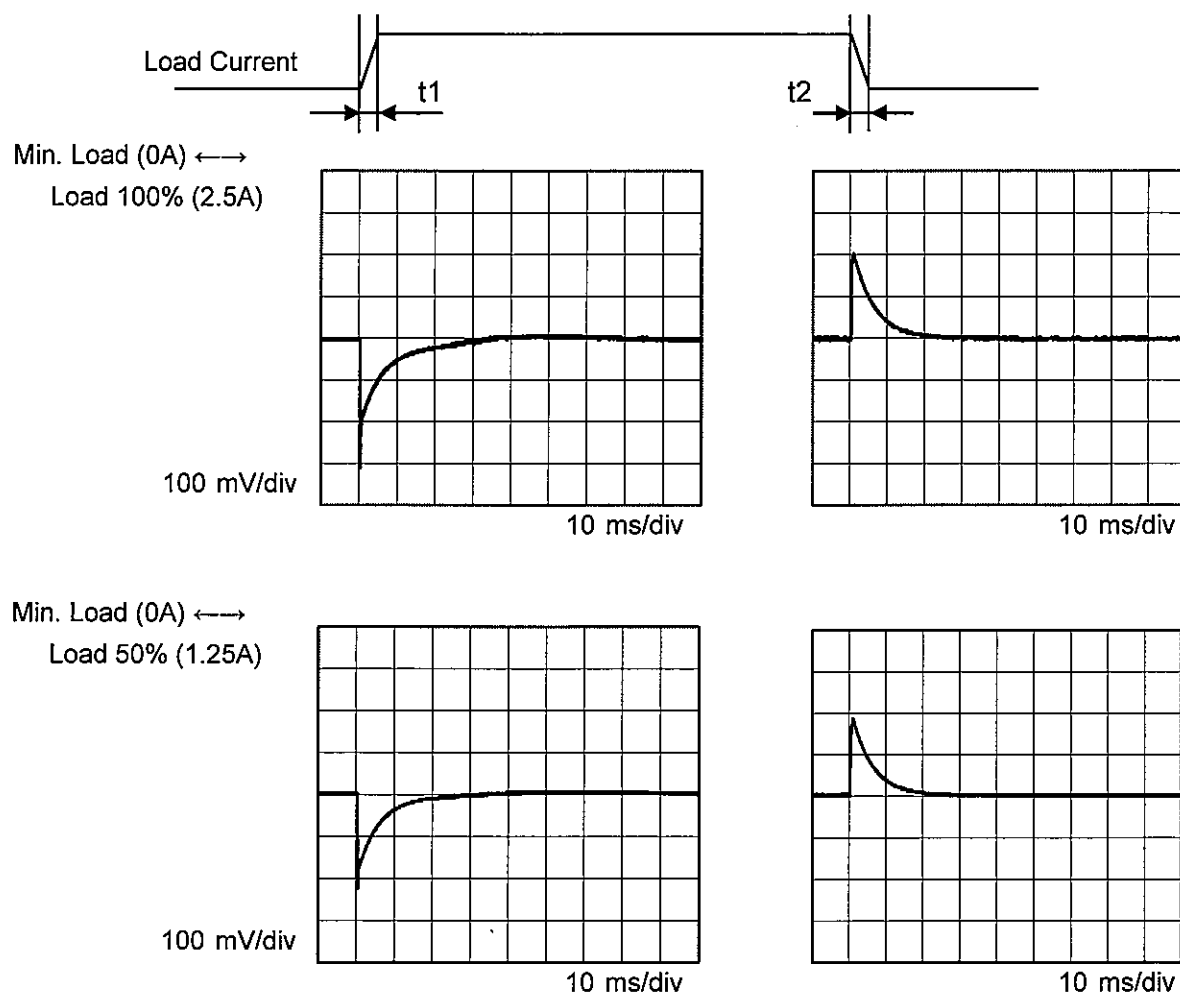 Load Current
t1
t2
Min. Load (0A) ←→
Load 100% (2.5A)
100 mV/div
10 ms/div
10 ms/div
Min. Load (0A) ←→
Load 50% (1.25A)
100 mV/div
10 ms/div
10 ms/div